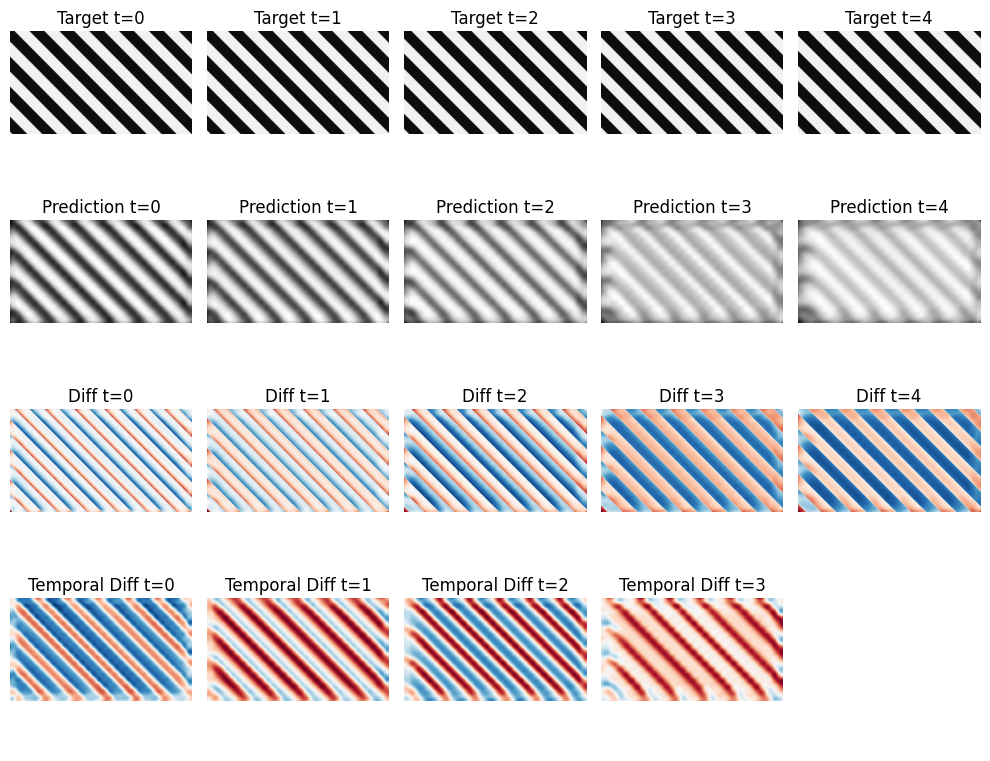 Target t=0
Target t=1
Target t=2
Target t=3
Target t=4
Prediction t=0
Prediction t=1
Prediction t=2
Prediction t=3
Prediction t=4
Diff t=0
Diff t=1
Diff t=2
Diff t=3
Diff t=4
Temporal Diff t=0
Temporal Diff t=1
Temporal Diff t=2
Temporal Diff t=3